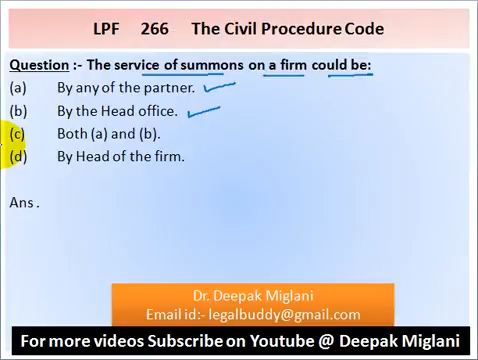 LPF 266 The Civil Procedure Code
Question :- The service of summons on a firm could be:
(a) By any of the partner.
(b) By the Head office.
(c) Both (a) and (b).
(d) By Head of the firm.
Ans .
Dr. Deepak Miglani
Email id:- legalbuddy@gmail.com
For more videos Subscribe on Youtube @ Deepak Miglani